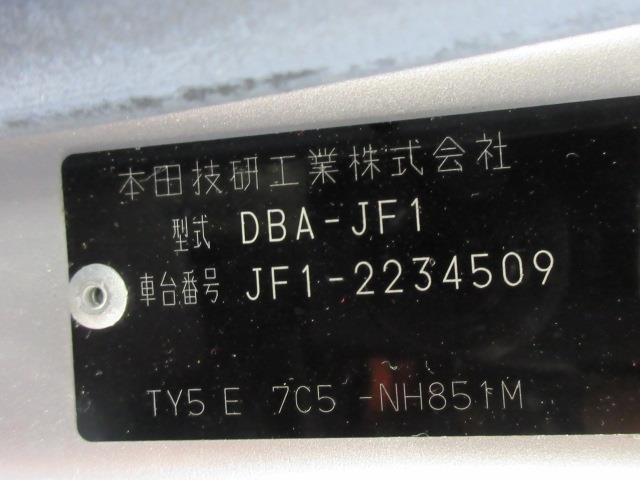 本田技研工業株式会社
型式 DBA-JF1
車台番号 JF1-2234509
TY5 E 7C5 -NH851M